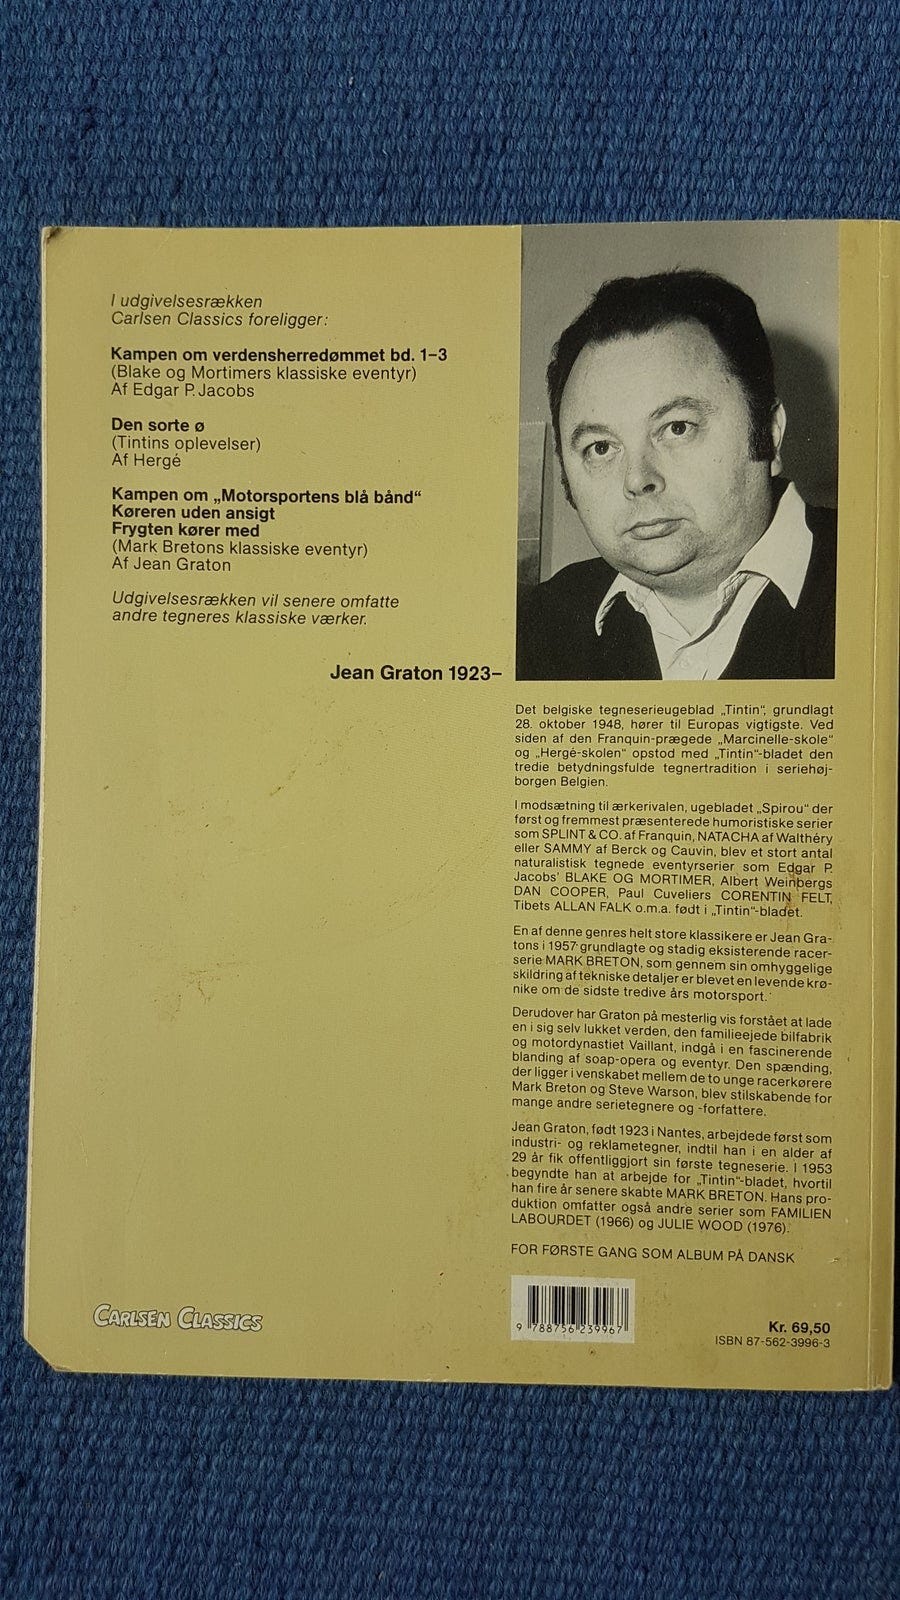 I udgivelsesrækken
Carlsen Classics foreligger:
Kampen om verdensherredømmet bd. 1–3
(Blake og Mortimers klassiske eventyr)
Af Edgar P. Jacobs
Den sorte ø
(Tintins oplevelser)
Af Hergé
Kampen om „Motorsportens blå bånd“
Køreren uden ansigt
Frygten kører med
(Mark Bretons klassiske eventyr)
Af Jean Graton
Udgivelsesrækken vil senere omfatte
andre tegneres klassiske værker.
Jean Graton 1923–
Det belgiske tegneserieugeblad „Tintin“, grundlagt
28. oktober 1948, hører til Europas vigtigste. Ved
siden af den Franquin-prægede „Marcinelle-skole“
og „Hergé-skolen“ opstod med „Tintin“-bladet den
tredie betydningsfulde tegnertradition i seriehøj-
borgen Belgien.
I modsætning til ærkerivalen, ugebladet „Spirou“ der
først og fremmest præsenterede humoristiske serier
som SPLINT & CO. af Franquin, NATACHA af Walthéry
eller SAMMY af Berck og Cauvin, blev et stort antal
naturalistisk tegnede eventyrserier som Edgar P.
Jacobs’ BLAKE OG MORTIMER, Albert Weinbergs
DAN COOPER, Paul Cuveliers CORENTIN FELT,
Tibets ALLAN FALK o.m.a. født i „Tintin“-bladet.
En af denne genres helt store klassikere er Jean Gra-
tons i 1957 grundlagte og stadig eksisterende racer-
serie MARK BRETON, som gennem sin omhyggelige
skildring af tekniske detaljer er blevet en levende krø-
nike om de sidste tredive års motorsport.
Derudover har Graton på mesterlig vis forstået at lade
en i sig selv lukket verden, den familieejede bilfabrik
og motordynastiet Vaillant, indgå i en fascinerende
blanding af soap-opera og eventyr. Den spænding,
der ligger i venskabet mellem de to unge racerkørere
Mark Breton og Steve Warson, blev stilskabende for
mange andre serietegnere og -forfattere.
Jean Graton, født 1923 i Nantes, arbejdede først som
industri- og reklametegner, indtil han i en alder af
29 år fik offentliggjort sin første tegneserie. I 1953
begyndte han at arbejde for „Tintin“-bladet, hvortil
han fire år senere skabte MARK BRETON. Hans pro-
duktion omfatter også andre serier som FAMILIEN
LABOURDET (1966) og JULIE WOOD (1976).
FOR FØRSTE GANG SOM ALBUM PÅ DANSK
CARLSEN CLASSICS
9 788756 239967
Kr. 69,50
ISBN 87-562-3996-3